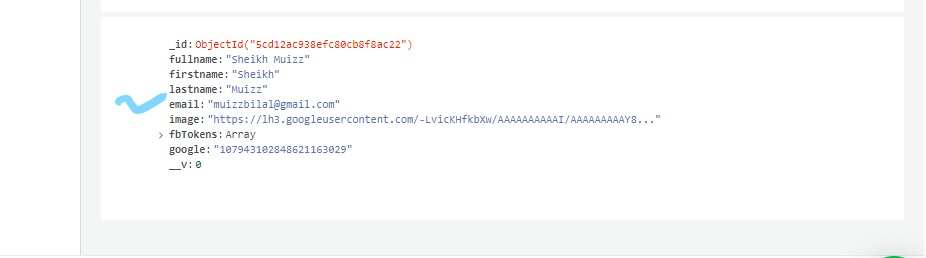 _id: ObjectId("5cd12ac938efc80cb8f8ac22")
fullname: "Sheikh Muizz"
firstname: "Sheikh"
lastname: "Muizz"
email: "muizzbilal@gmail.com"
image: "https://lh3.googleusercontent.com/-LvicKHfkbXw/AAAAAAAAAAI/AAAAAAAAAY8..."
> fbTokens: Array
google: "107943102848621163029"
__v: 0